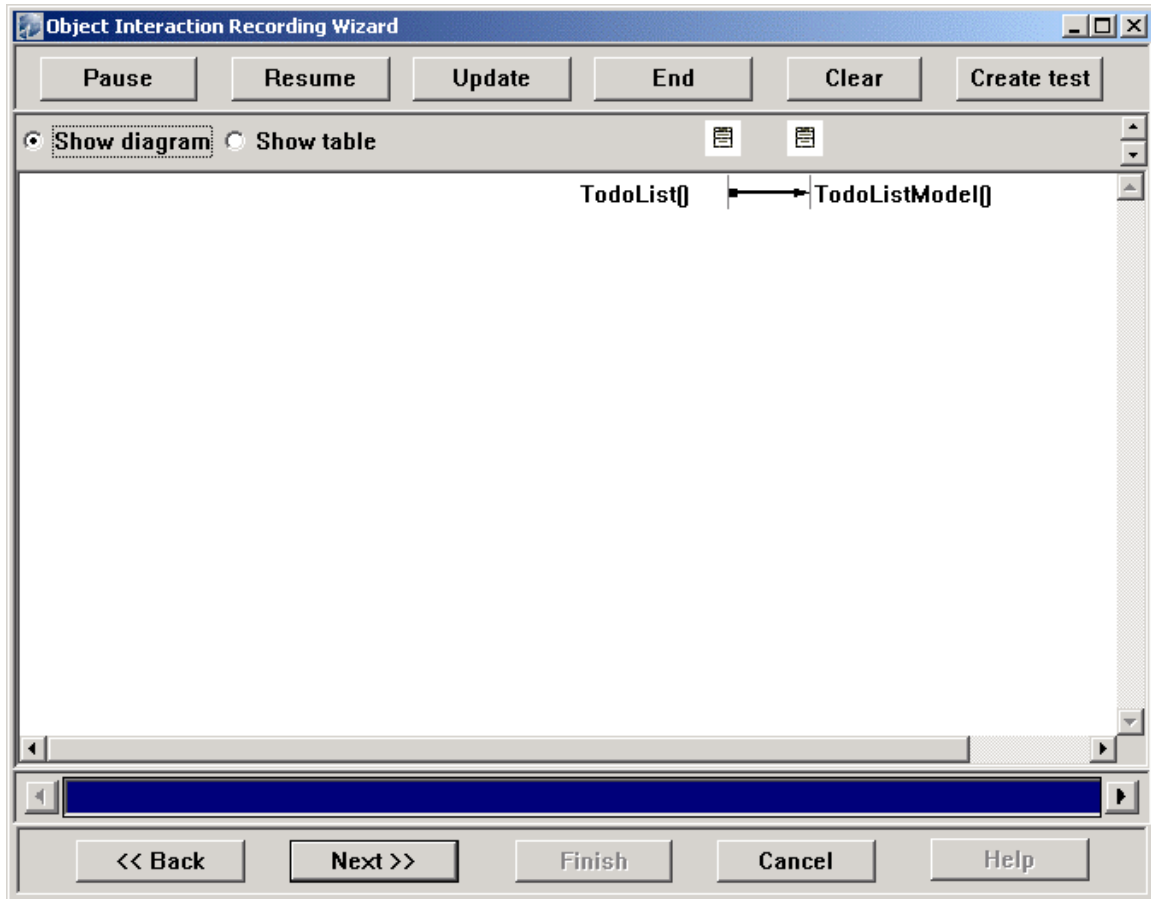 Object Interaction Recording Wizard
Pause Resume Update End Clear Create test
Show diagram Show table
TodoList() TodoListModel()
<< Back Next >> Finish Cancel Help